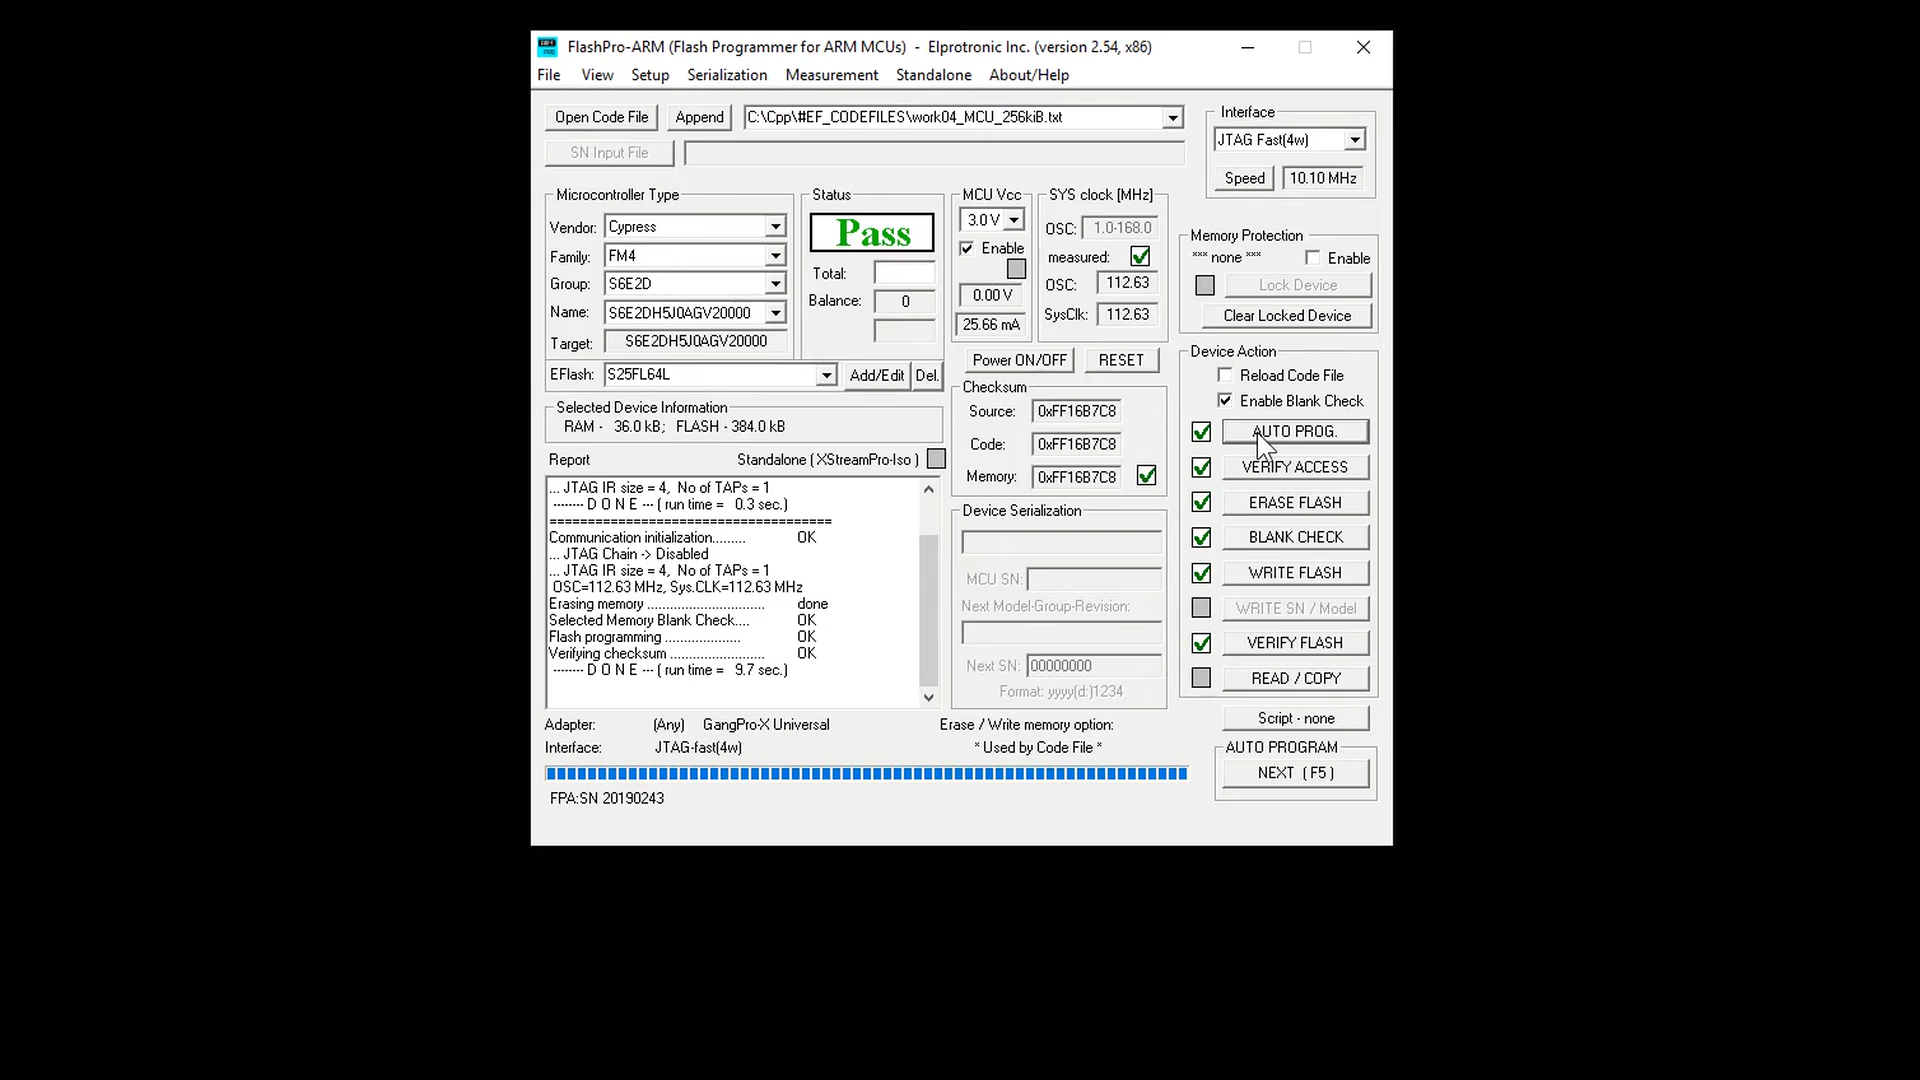 FlashPro-ARM (Flash Programmer for ARM MCUs) - Elprotronic Inc. (version 2.54, x86)
File View Setup Serialization Measurement Standalone About/Help
Open Code File Append C:\Cpp\#EF_CODEFILES\work04_MCU_256kiB.txt
SN Input File
Interface
JTAG Fast(4w)
Speed 10.10 MHz
Microcontroller Type
Vendor: Cypress
Family: FM4
Group: S6E2D
Name: S6E2DH5J0AGV20000
Target: S6E2DH5J0AGV20000
EFlash: S25FL64L Add/Edit Del.
Status
Pass
Total:
Balance: 0
MCU Vcc
3.0 V
Enable
0.00 V
25.66 mA
SYS clock [MHz]
OSC: 1.0-168.0
measured:
OSC: 112.63
SysClk: 112.63
Power ON/OFF RESET
Memory Protection
*** none *** Enable
Lock Device
Clear Locked Device
Selected Device Information
RAM - 36.0 kB; FLASH - 384.0 kB
Report Standalone ( XStreamPro-Iso )
... JTAG IR size = 4, No of TAPs = 1
-------- D O N E --- ( run time = 0.3 sec.)
=====================================
Communication initialization......... OK
... JTAG Chain -> Disabled
... JTAG IR size = 4, No of TAPs = 1
OSC=112.63 MHz, Sys.CLK=112.63 MHz
Erasing memory .............................. done
Selected Memory Blank Check.... OK
Flash programming .................... OK
Verifying checksum ......................... OK
-------- D O N E --- ( run time = 9.7 sec.)
Checksum
Source: 0xFF16B7C8
Code: 0xFF16B7C8
Memory: 0xFF16B7C8
Device Serialization
MCU SN:
Next Model-Group-Revision:
Next SN: 00000000
Format: yyyy(d:)1234
Device Action
Reload Code File
Enable Blank Check
AUTO PROG.
VERIFY ACCESS
ERASE FLASH
BLANK CHECK
WRITE FLASH
WRITE SN / Model
VERIFY FLASH
READ / COPY
Script - none
Adapter: (Any) GangPro-X Universal
Interface: JTAG-fast(4w)
Erase / Write memory option:
* Used by Code File *
AUTO PROGRAM
NEXT ( F5 )
FPA:SN 20190243